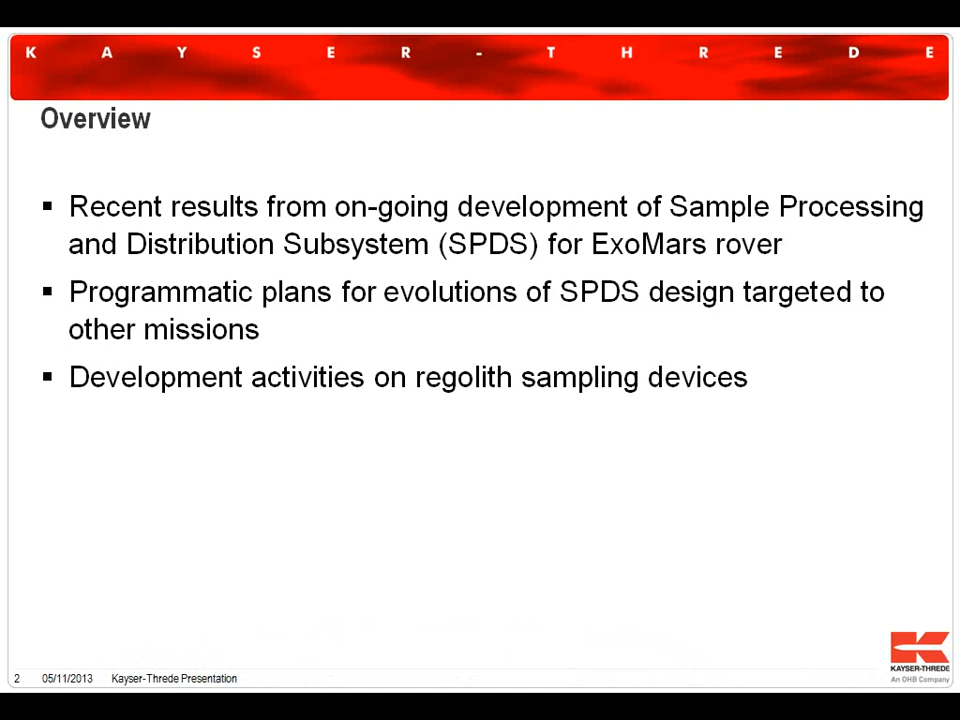 K A Y S E R - T H R E D E
Overview
▪ Recent results from on-going development of Sample Processing
and Distribution Subsystem (SPDS) for ExoMars rover
▪ Programmatic plans for evolutions of SPDS design targeted to
other missions
▪ Development activities on regolith sampling devices
KAYSER-THREDE
An OHB Company
2 05/11/2013 Kayser-Threde Presentation